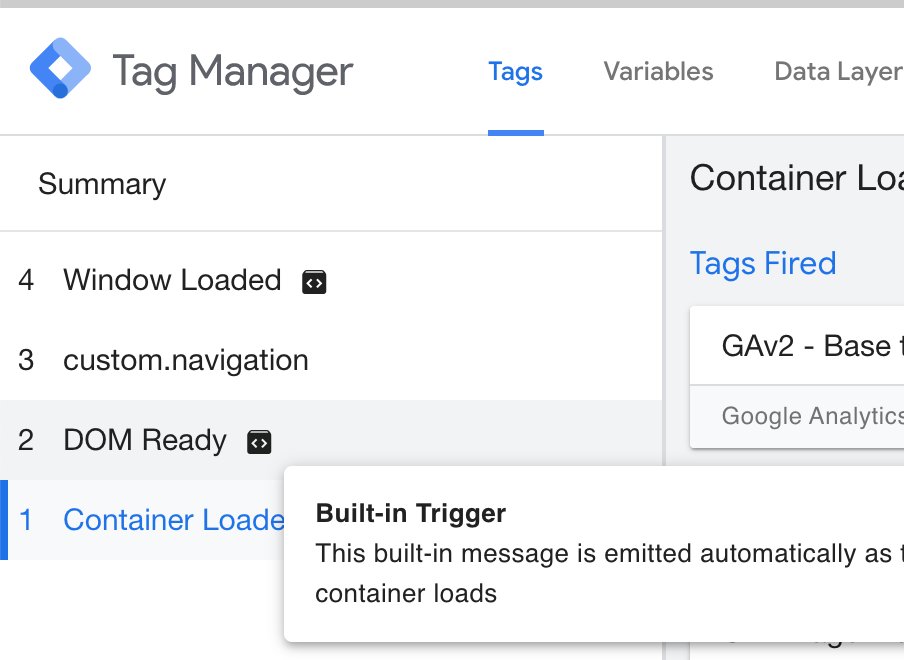 Tag Manager
Tags Variables Data Layer
Summary
4 Window Loaded
3 custom.navigation
2 DOM Ready
1 Container Loade
Container Loa
Tags Fired
GAv2 - Base t
Google Analytics
Built-in Trigger
This built-in message is emitted automatically as t
container loads